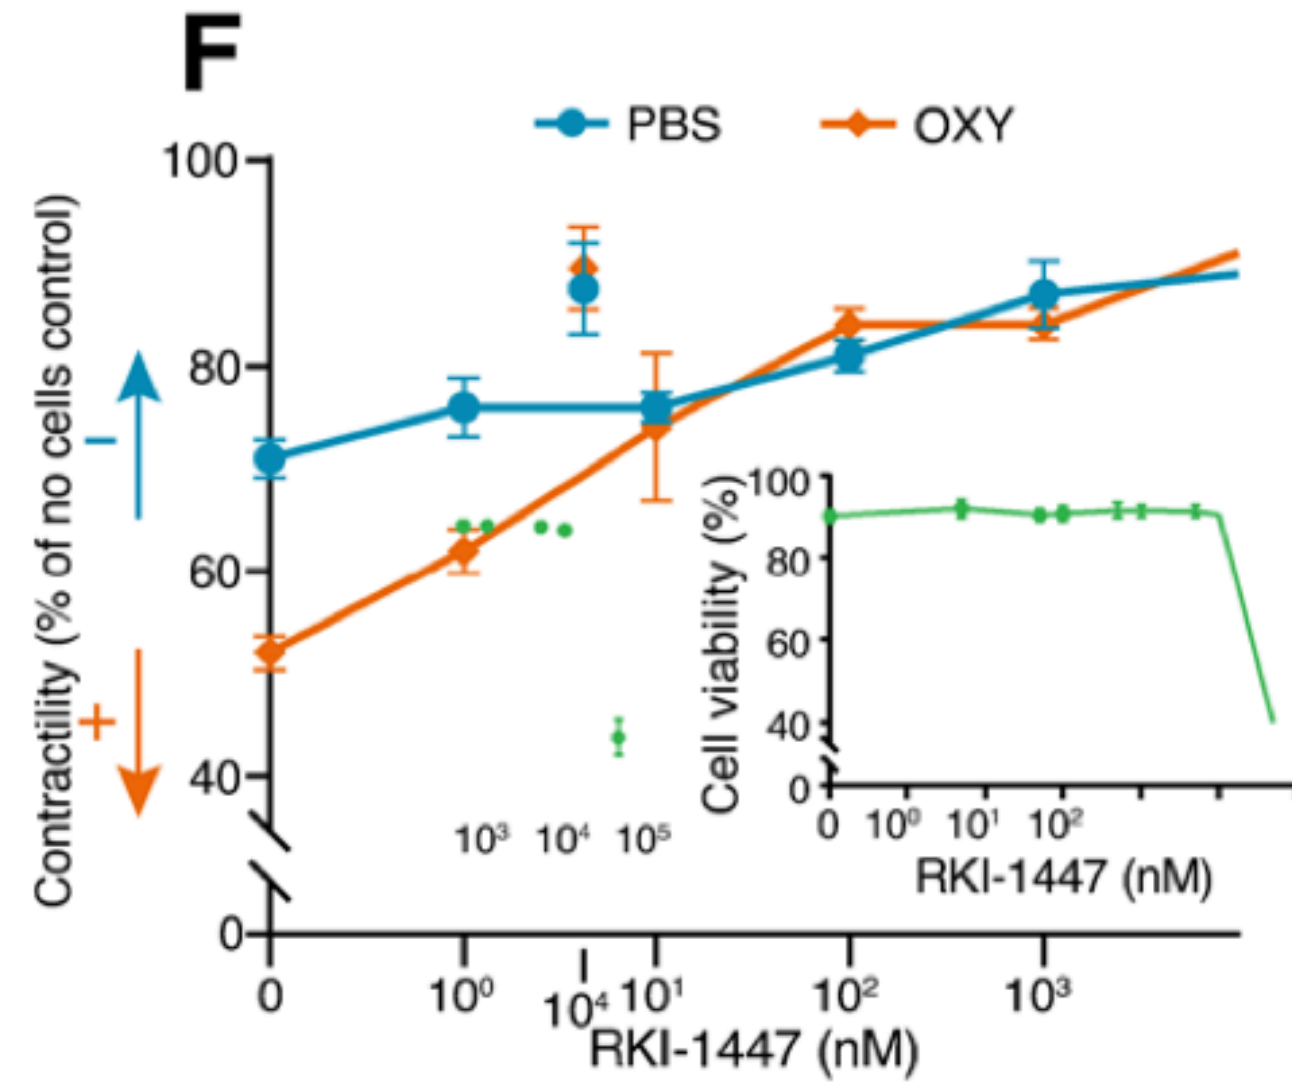 F
PBS OXY
Contractility (% of no cells control)
100
80
60
40
0
−
+
Cell viability (%)
100
80
60
40
0
0 10⁰ 10¹ 10²
RKI-1447 (nM)
10³ 10⁴ 10⁵
0 10⁰ 10⁴ 10¹ 10² 10³
RKI-1447 (nM)